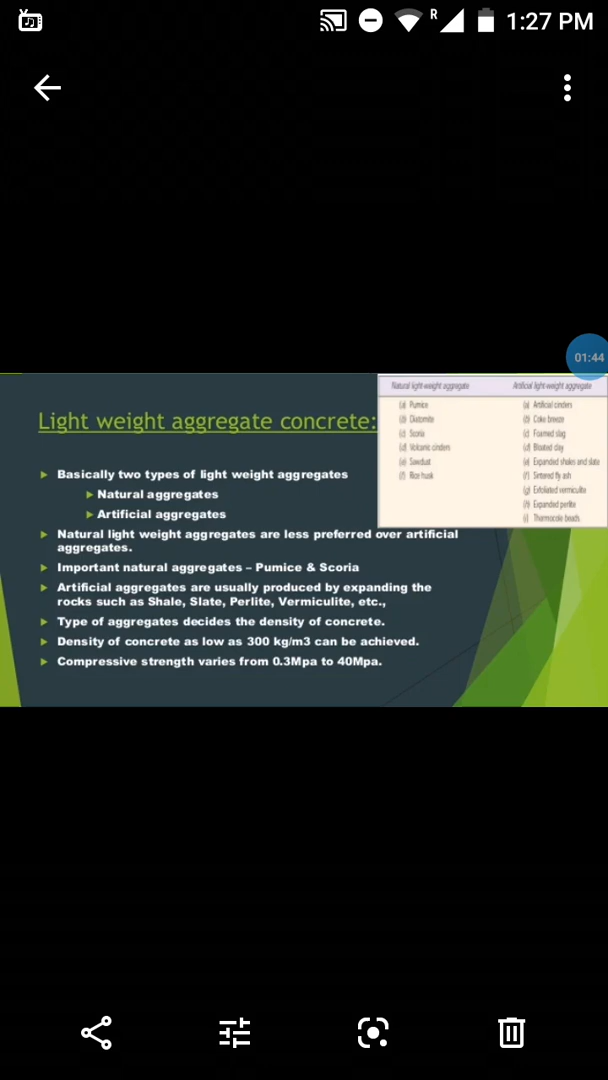 1:27 PM
R
01:44
Light weight aggregate concrete:
Basically two types of light weight aggregates
Natural aggregates
Artificial aggregates
Natural light weight aggregates are less preferred over artificial
aggregates.
Important natural aggregates – Pumice & Scoria
Artificial aggregates are usually produced by expanding the
rocks such as Shale, Slate, Perlite, Vermiculite, etc.,
Type of aggregates decides the density of concrete.
Density of concrete as low as 300 kg/m3 can be achieved.
Compressive strength varies from 0.3Mpa to 40Mpa.
Natural light-weight aggregate
(a) Pumice
(b) Diatomite
(c) Scoria
(d) Volcanic cinders
(e) Sawdust
(f) Rice husk
Artificial light-weight aggregate
(a) Artificial cinders
(b) Coke breeze
(c) Foamed slag
(d) Bloated clay
(e) Expanded shales and slate
(f) Sintered fly ash
(g) Exfoliated vermiculite
(h) Expanded perlite
(i) Thermocole beads